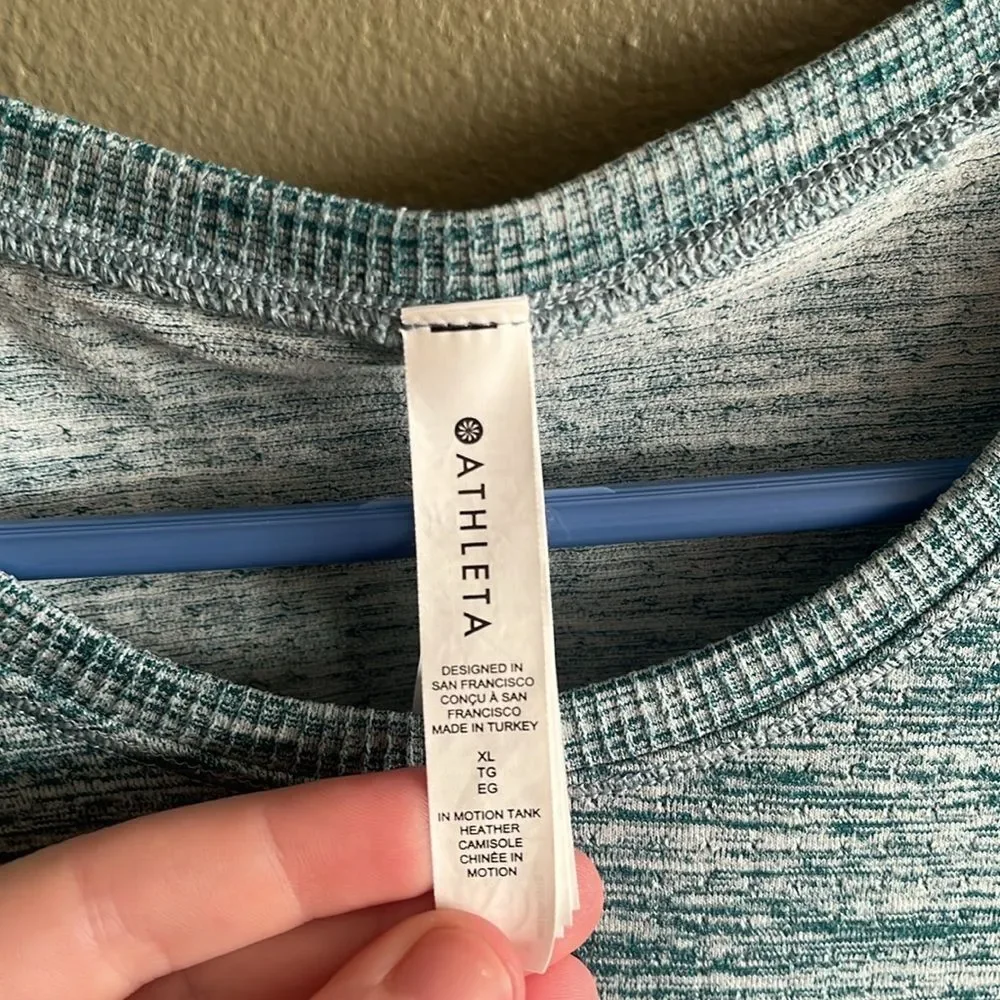 ATHLETA
DESIGNED IN
SAN FRANCISCO
CONÇU À SAN
FRANCISCO
MADE IN TURKEY
XL
TG
EG
IN MOTION TANK
HEATHER
CAMISOLE
CHINÉE IN
MOTION